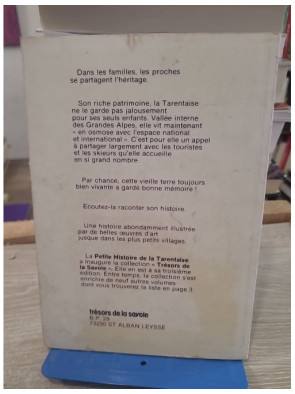 Dans les familles, les proches
se partagent l'héritage.
Son riche patrimoine, la Tarentaise
ne le garde pas jalousement
pour ses seuls enfants. Vallée interne
des Grandes Alpes, elle vit maintenant
« en osmose avec l'espace national
et international ». C'est pour elle un appel
à partager largement avec les touristes
et les skieurs qu'elle accueille
en si grand nombre.
Par chance, cette vieille terre toujours
bien vivante a gardé bonne mémoire !
Ecoutez-la raconter son histoire.
Une histoire abondamment illustrée
par de belles œuvres d'art
jusque dans les plus petits villages.
La Petite Histoire de la Tarentaise
a inauguré la collection « Trésors de
la Savoie ». Elle en est à sa troisième
édition. Entre temps, la collection s'est
enrichie de neuf autres volumes
dont vous trouverez la liste en page 3.
trésors de la savoie
B.P. 28
73230 ST ALBAN LEYSSE